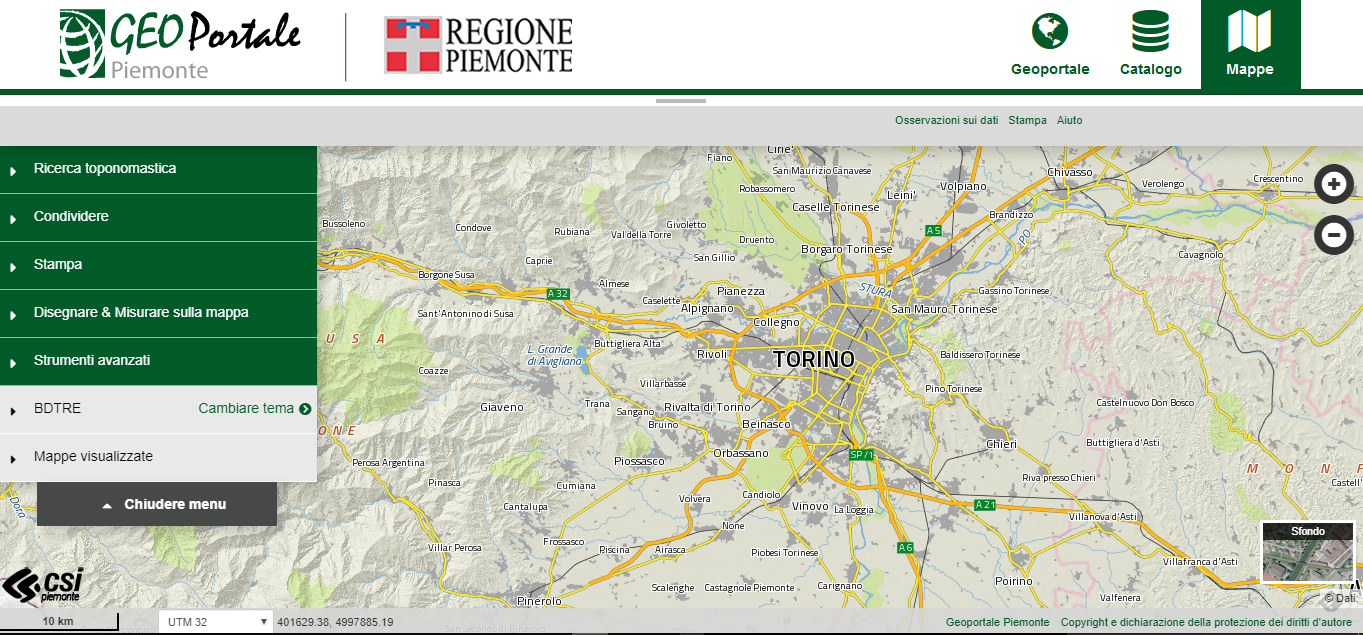 GEO Portale
Piemonte
REGIONE
PIEMONTE
Geoportale
Catalogo
Mappe
Osservazioni sui dati
Stampa
Aiuto
Ricerca toponomastica
Condividere
Stampa
Disegnare & Misurare sulla mappa
Strumenti avanzati
BDTRE
Cambiare tema
Mappe visualizzate
Chiudere menu
Cirie'
Fiano
San Maurizio Canavese
Robassomero
Volpiano
Chivasso
Verolengo
Crescentino
Leini'
Caselle Torinese
Brandizzo
Bussoleno
Condove
Rubiana
Val della Torre
Givoletto
Druento
Borgaro Torinese
A5
PO
Caprie
San Gillio
Cavagnolo
Borgone Susa
Almese
A 32
Caselette
Pianezza
Alpignano
STURA
Gassino Torinese
San Mauro Torinese
Sant'Antonino di Susa
Collegno
U S A
Buttigliera Alta
L. Grande
di Avigliana
Rivoli
TORINO
Baldissero Torinese
Coazze
Villarbasse
Pino Torinese
Giaveno
Trana
Sangano
Rivalta di Torino
Castelnuovo Don Bosco
Bruino
Beinasco
O N E
Chieri
Buttigliera d'Asti
Perosa Argentina
Piossasco
Orbassano
SP/1
M O N F
Pinasca
Cumiana
Riva presso Chieri
Castell'
Volvera
Candiolo
Dora
Cantalupa
Vinovo
La Loggia
A 21
Villanova d'Asti
None
Villar Perosa
Frossasco
Piscina
Airasca
Piobesi Torinese
A6
Villafranca d'Asti
Scalenghe
Castagnole Piemonte
Carignano
Poirino
Valfenera
Pinerolo
San Secondo di Pinerolo
Sfondo
© Dati:
csi
piemonte
10 km
UTM 32
401629.38, 4997885.19
Geoportale Piemonte
Copyright e dichiarazione della protezione dei diritti d'autore